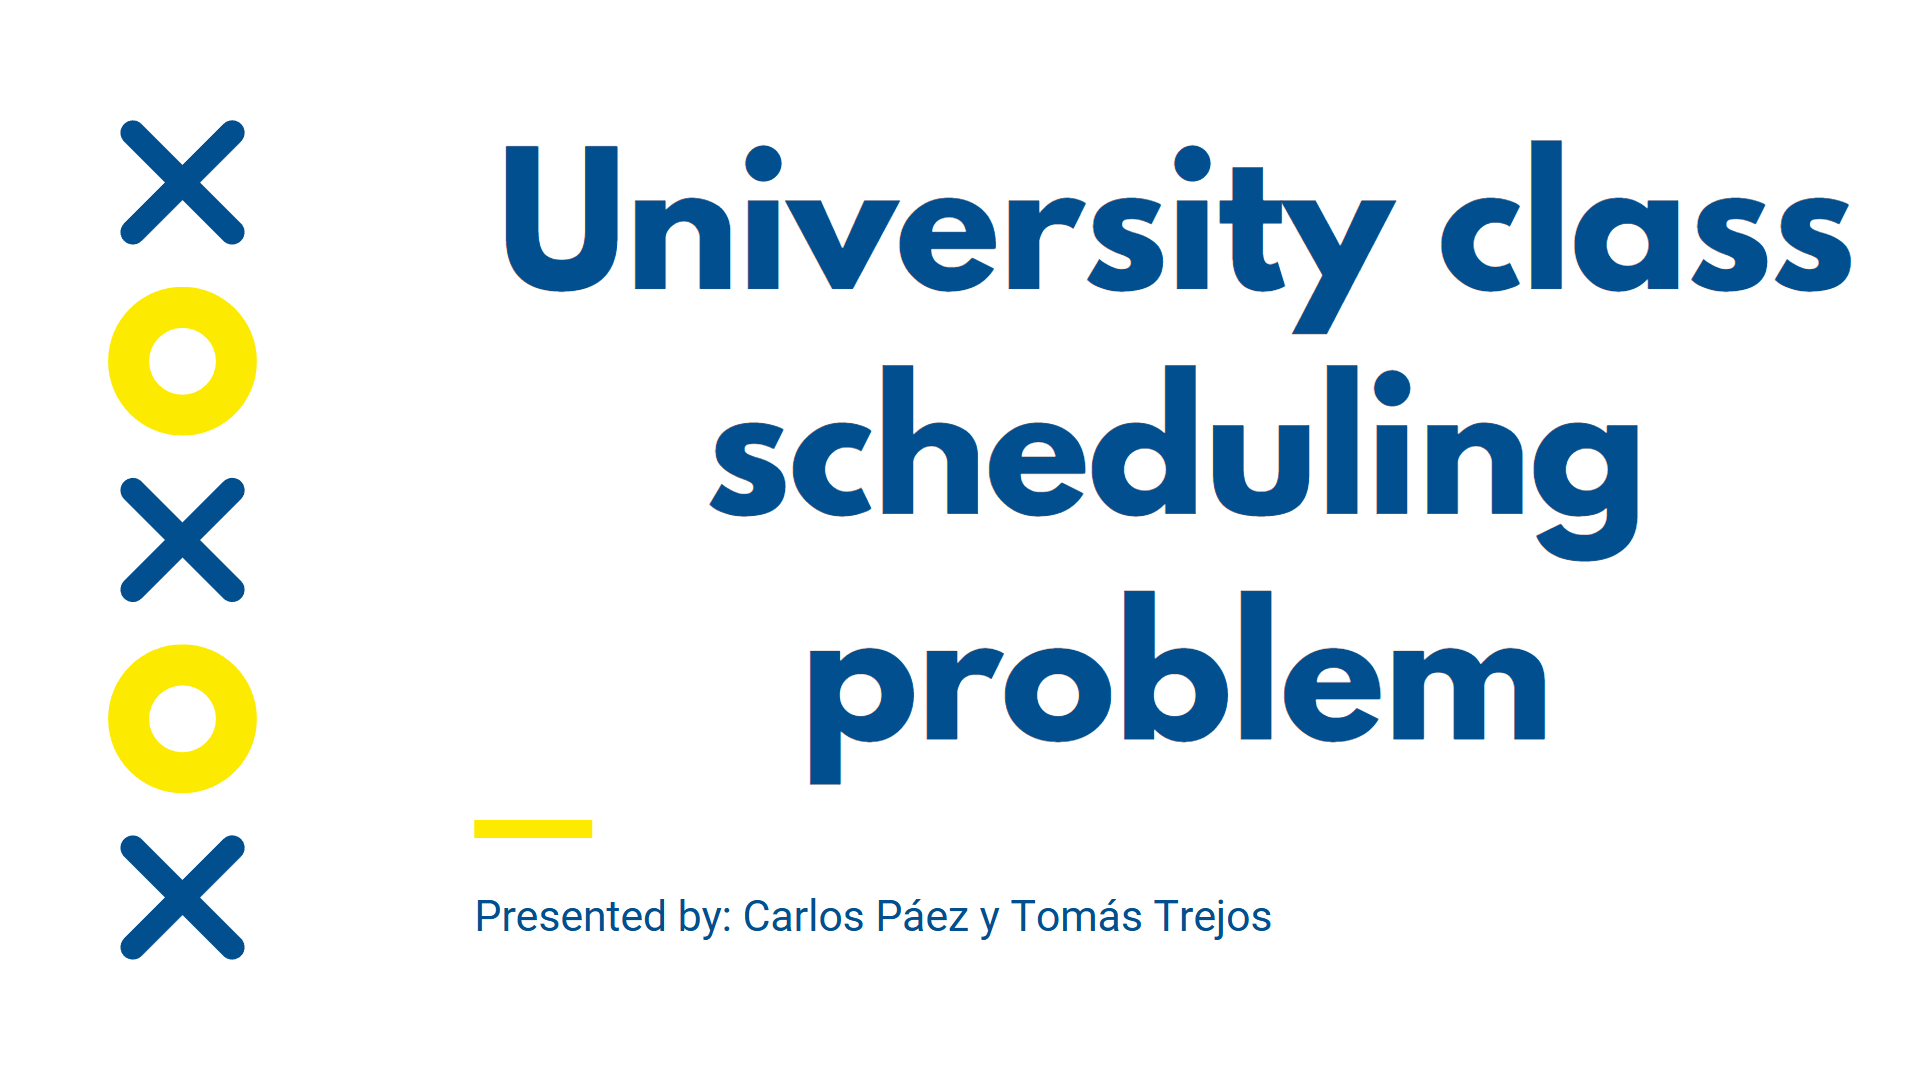 University class
scheduling
problem
Presented by: Carlos Páez y Tomás Trejos